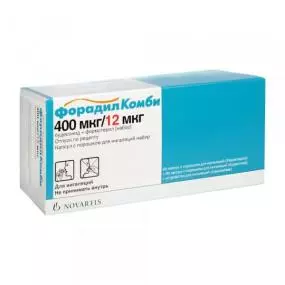 Форадил Комби
400 мкг/12 мкг
будесонид + формотерол (набор)
Отпуск по рецепту
Капсул с порошком для ингаляций набор
Для ингаляций
Не принимать внутрь
NOVARTIS